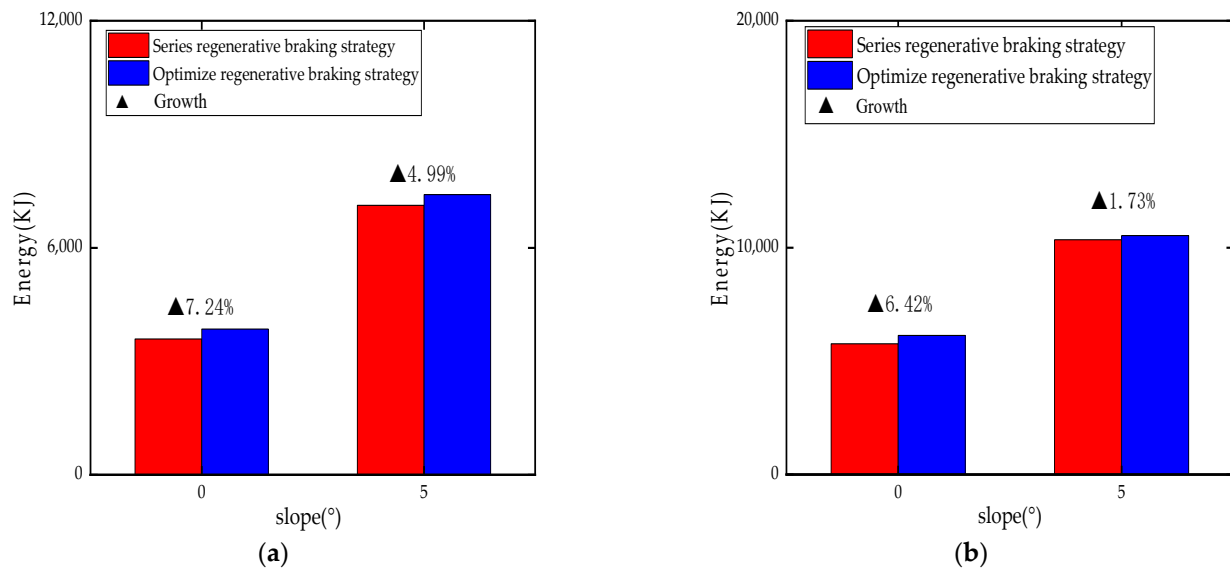 12,000
Series regenerative braking strategy
Optimize regenerative braking strategy
▲ Growth
▲4.99%
Energy(KJ)
6,000
▲7.24%
0
0 5
slope(°)
(a)
20,000
Series regenerative braking strategy
Optimize regenerative braking strategy
▲ Growth
▲1.73%
Energy(KJ)
10,000
▲6.42%
0
0 5
slope(°)
(b)